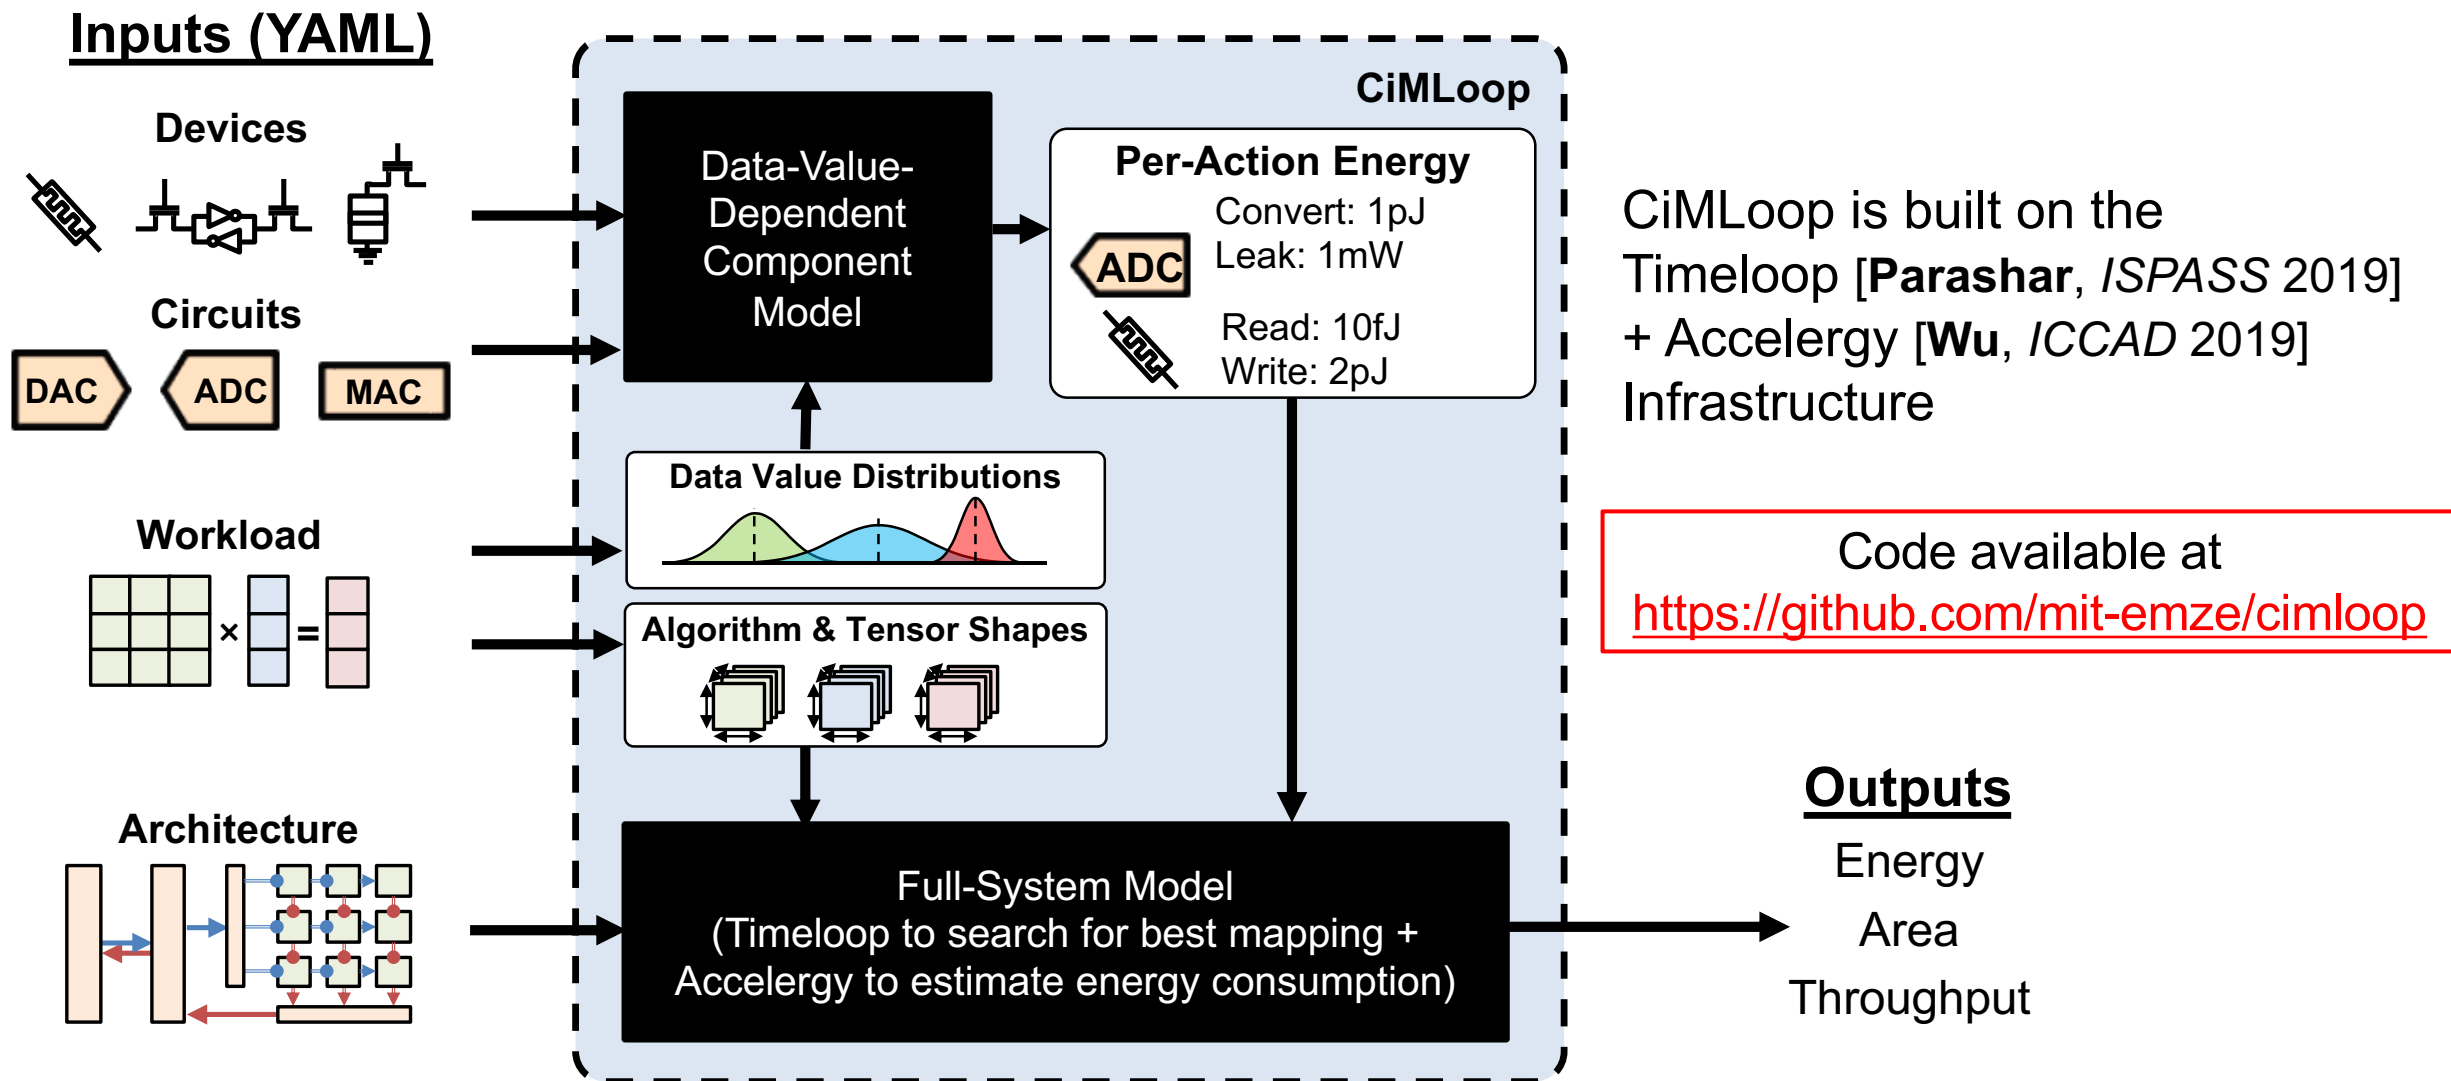 Inputs (YAML)
Devices
Circuits
DAC
ADC
MAC
Workload
×
=
Architecture
CiMLoop
Data-Value-
Dependent
Component
Model
Per-Action Energy
Convert: 1pJ
Leak: 1mW
ADC
Read: 10fJ
Write: 2pJ
Data Value Distributions
Algorithm & Tensor Shapes
Full-System Model
(Timeloop to search for best mapping +
Accelergy to estimate energy consumption)
CiMLoop is built on the
Timeloop [Parashar, ISPASS 2019]
+ Accelergy [Wu, ICCAD 2019]
Infrastructure
Code available at
https://github.com/mit-emze/cimloop
Outputs
Energy
Area
Throughput